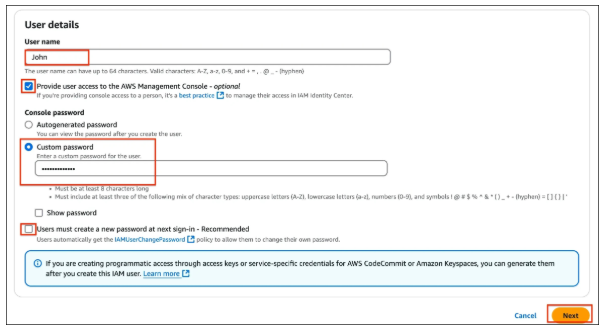 User details
User name
John
The user name can have up to 64 characters. Valid characters: A-Z, a-z, 0-9, and + = , . @ _ - (hyphen)
Provide user access to the AWS Management Console - optional
If you're providing console access to a person, it's a best practice to manage their access in IAM Identity Center.
Console password
Autogenerated password
You can view the password after you create the user.
Custom password
Enter a custom password for the user.
•••••••••••••
• Must be at least 8 characters long
• Must include at least three of the following mix of character types: uppercase letters (A-Z), lowercase letters (a-z), numbers (0-9), and symbols ! @ # $ % ^ & * ( ) _ + - (hyphen) = [ ] { } | '
Show password
Users must create a new password at next sign-in - Recommended
Users automatically get the IAMUserChangePassword policy to allow them to change their own password.
If you are creating programmatic access through access keys or service-specific credentials for AWS CodeCommit or Amazon Keyspaces, you can generate them
after you create this IAM user. Learn more
Cancel Next